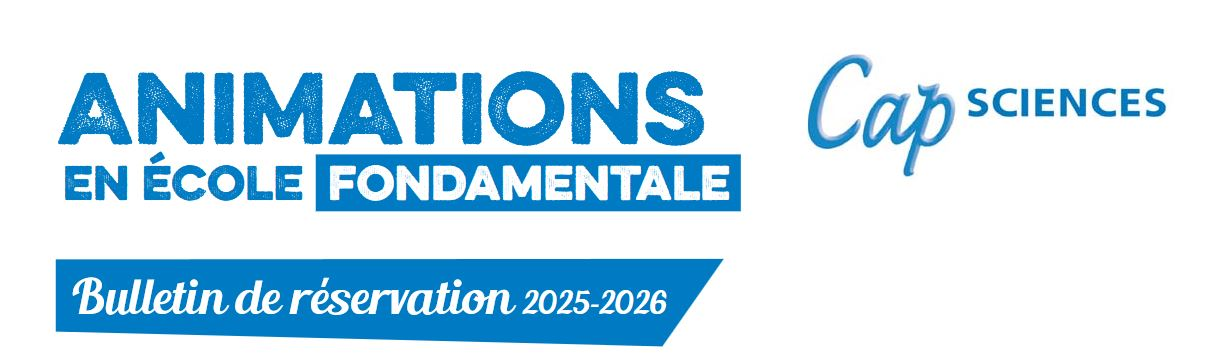 ANIMATIONS
EN ÉCOLE FONDAMENTALE
Cap SCIENCES
Bulletin de réservation 2025-2026